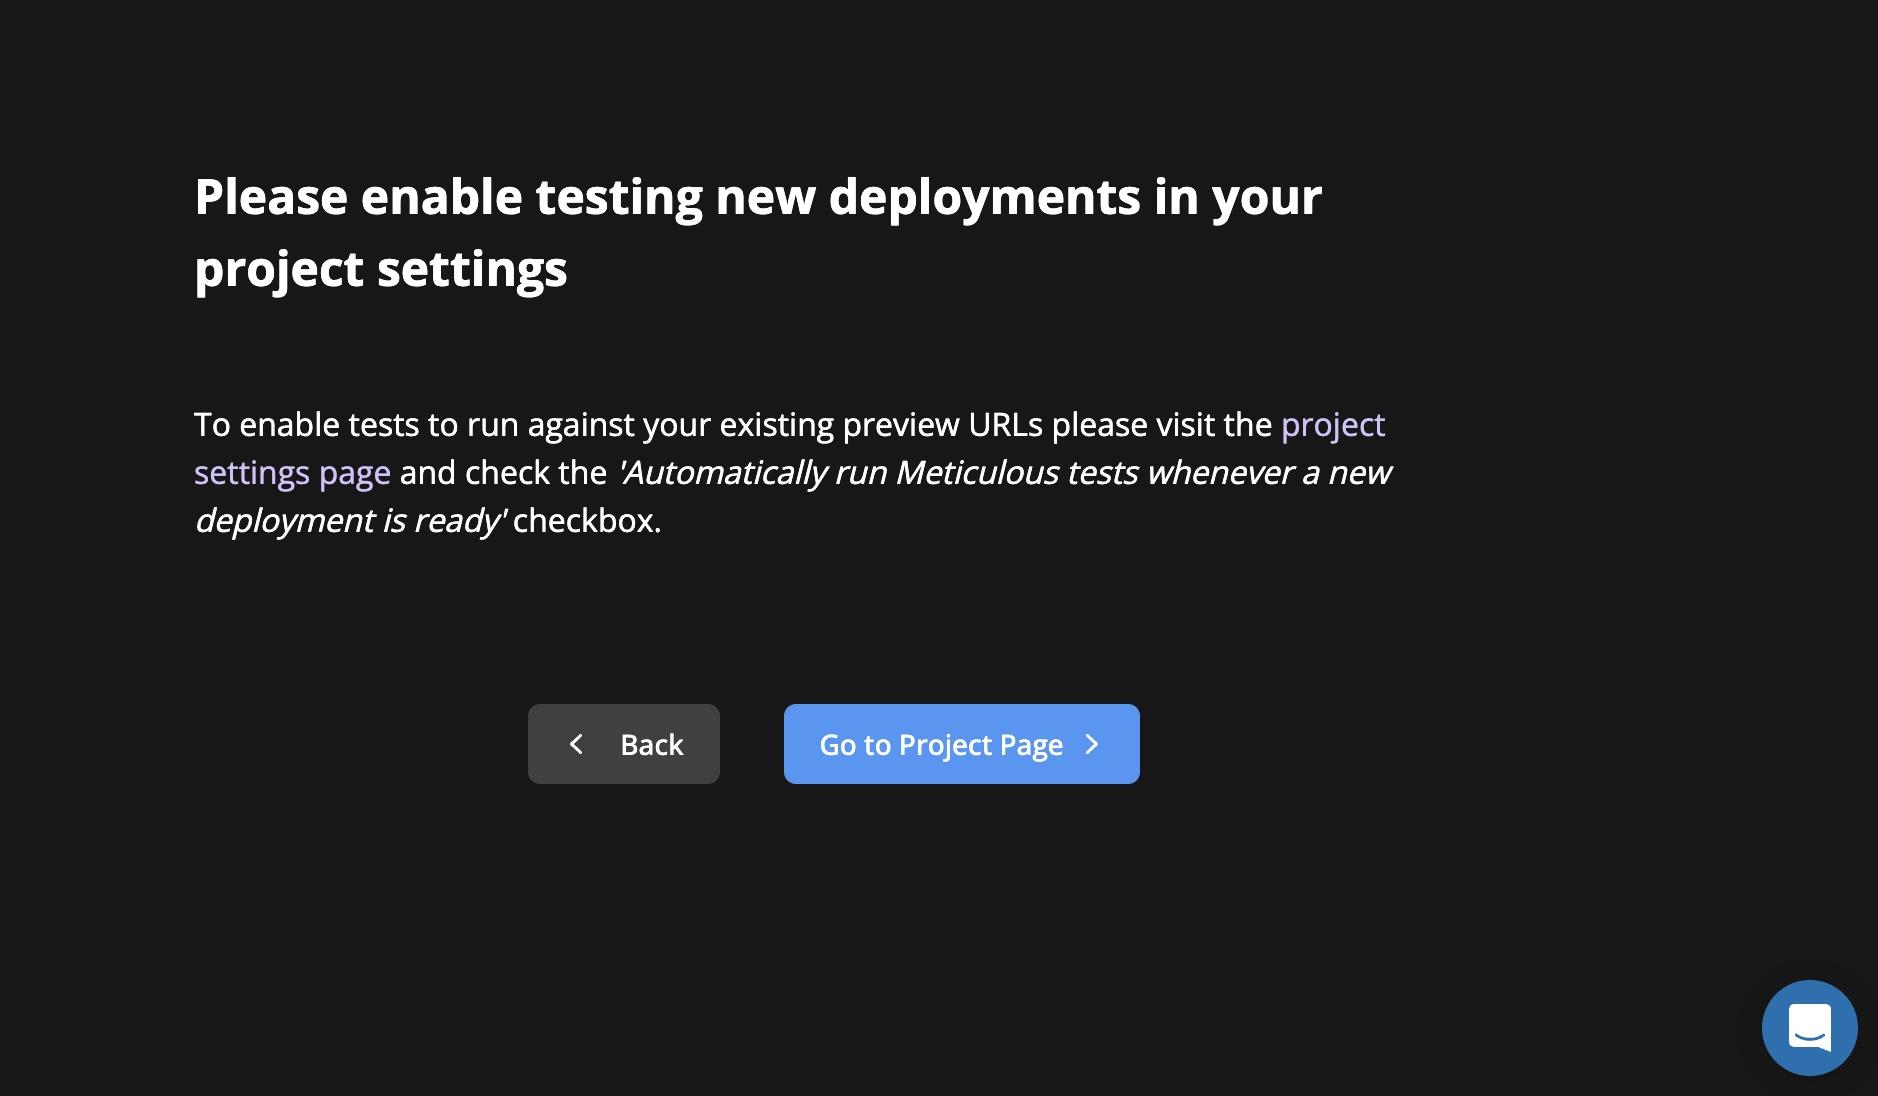 Please enable testing new deployments in your
project settings
To enable tests to run against your existing preview URLs please visit the project
settings page and check the 'Automatically run Meticulous tests whenever a new
deployment is ready' checkbox.
Back
Go to Project Page